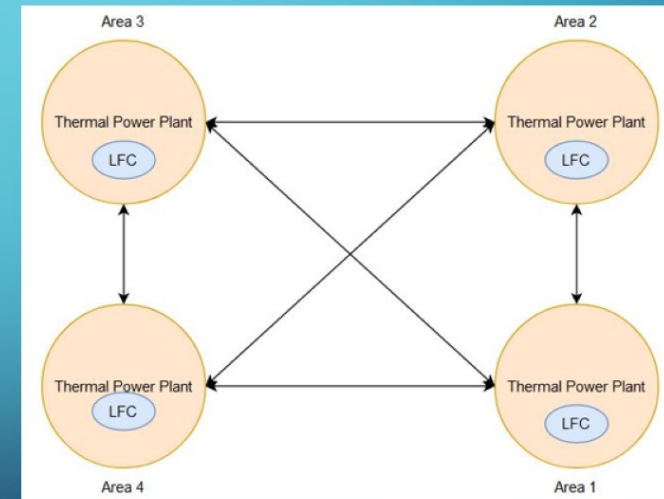 Area 3
Area 2
Thermal Power Plant
LFC
Thermal Power Plant
LFC
Thermal Power Plant
LFC
Thermal Power Plant
LFC
Area 4
Area 1